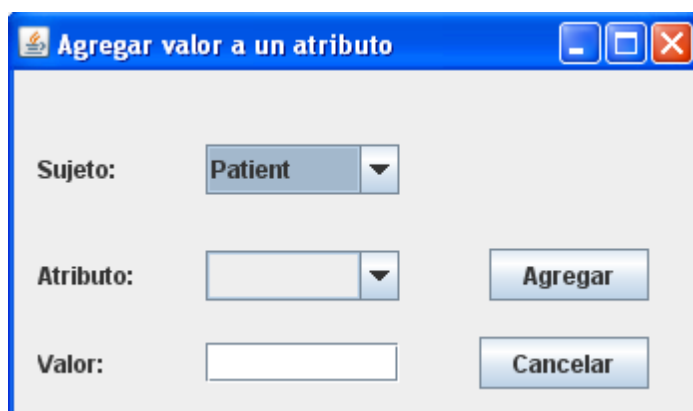 Agregar valor a un atributo
Sujeto: Patient
Atributo: Agregar
Valor: Cancelar